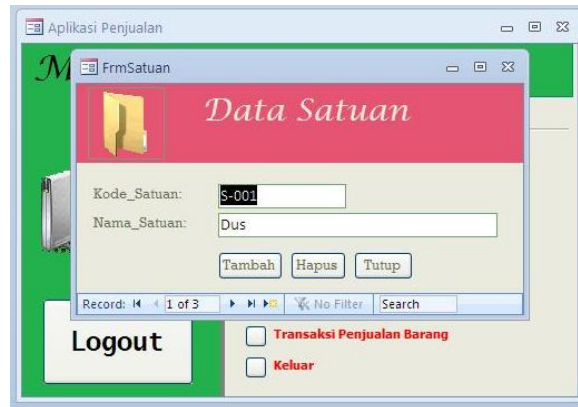 Aplikasi Penjualan
M
FrmSatuan
Data Satuan
Kode_Satuan: S-001
Nama_Satuan: Dus
Tambah Hapus Tutup
Record: 1 of 3 No Filter Search
Logout
Transaksi Penjualan Barang
Keluar